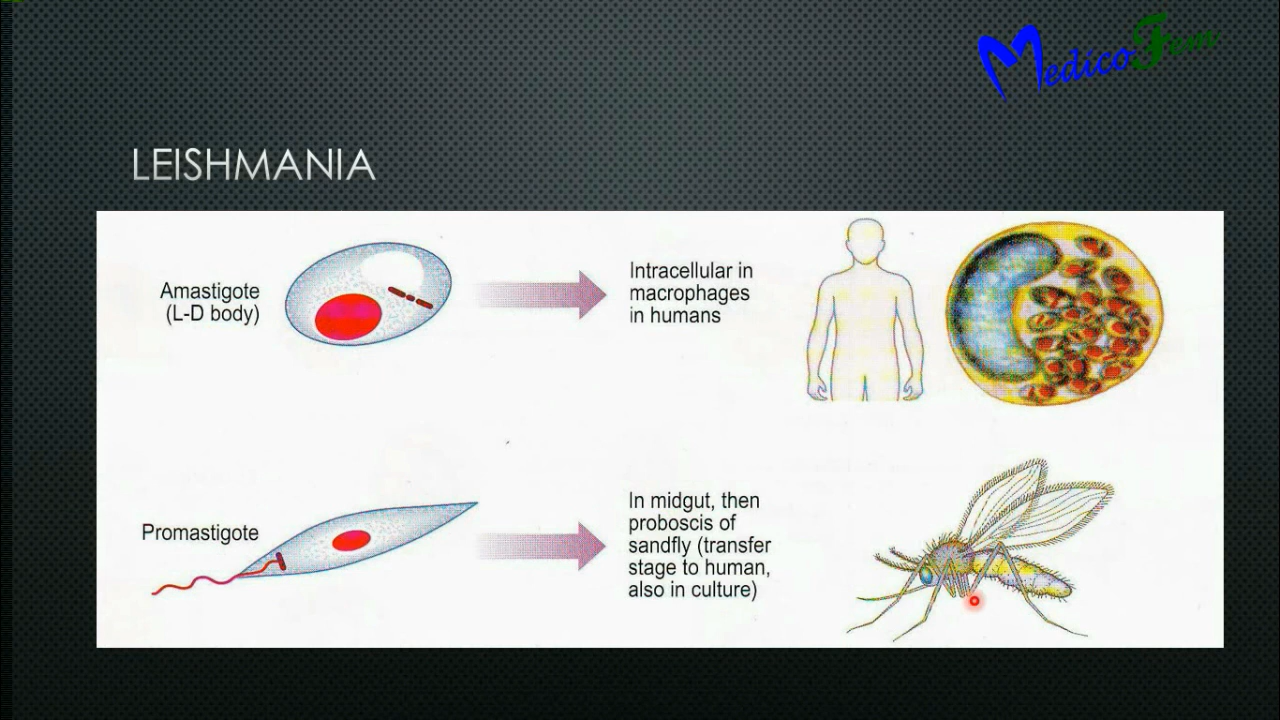 MedicoFem
LEISHMANIA
Amastigote
(L-D body)
Intracellular in
macrophages
in humans
Promastigote
In midgut, then
proboscis of
sandfly (transfer
stage to human,
also in culture)